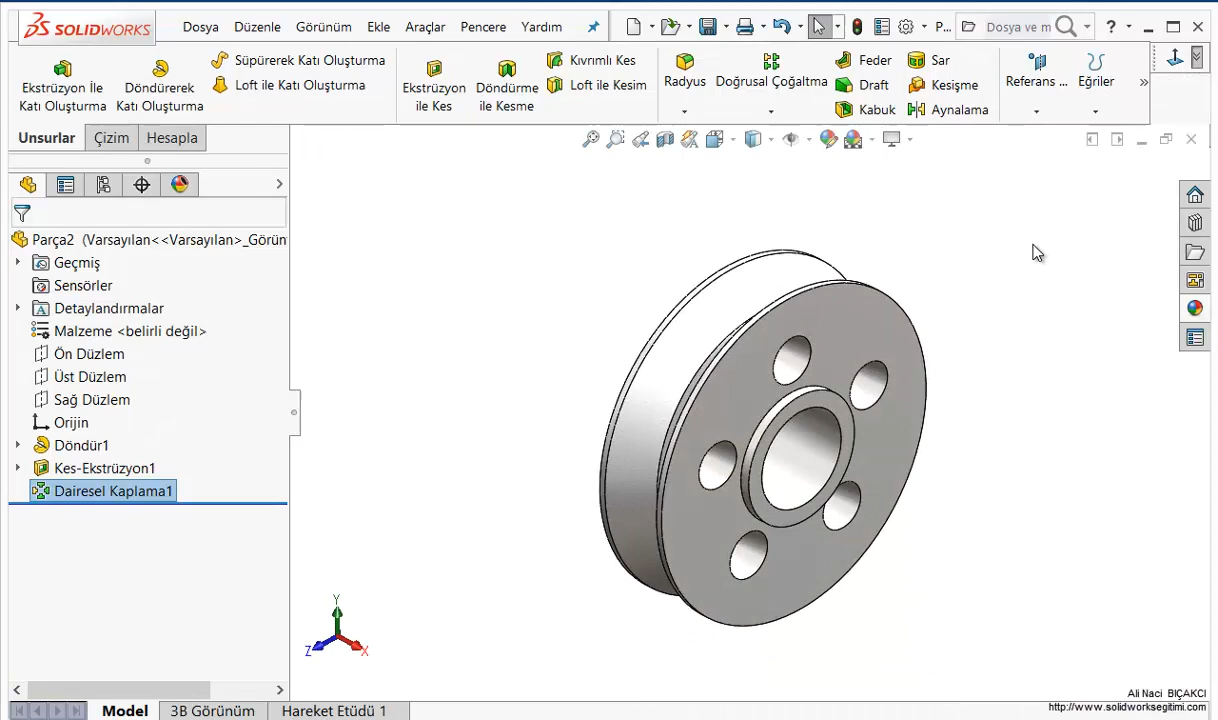 SOLIDWORKS
Dosya Düzenle Görünüm Ekle Araçlar Pencere Yardım P... Dosya ve m ?
Ekstrüzyon İle Katı Oluşturma
Döndürerek Katı Oluşturma
Süpürerek Katı Oluşturma
Loft ile Katı Oluşturma
Ekstrüzyon ile Kes
Döndürme ile Kesme
Kıvrımlı Kes
Loft ile Kesim
Radyus
Doğrusal Çoğaltma
Feder
Draft
Kabuk
Sar
Kesişme
Aynalama
Referans ...
Eğriler
Unsurlar Çizim Hesapla
Parça2 (Varsayılan<<Varsayılan>_Görün
Geçmiş
Sensörler
Detaylandırmalar
Malzeme <belirli değil>
Ön Düzlem
Üst Düzlem
Sağ Düzlem
Orijin
Döndür1
Kes-Ekstrüzyon1
Dairesel Kaplama1
Y
Z X
Ali Naci BIÇAKCI
http://www.solidworksegitimi.com
Model 3B Görünüm Hareket Etüdü 1